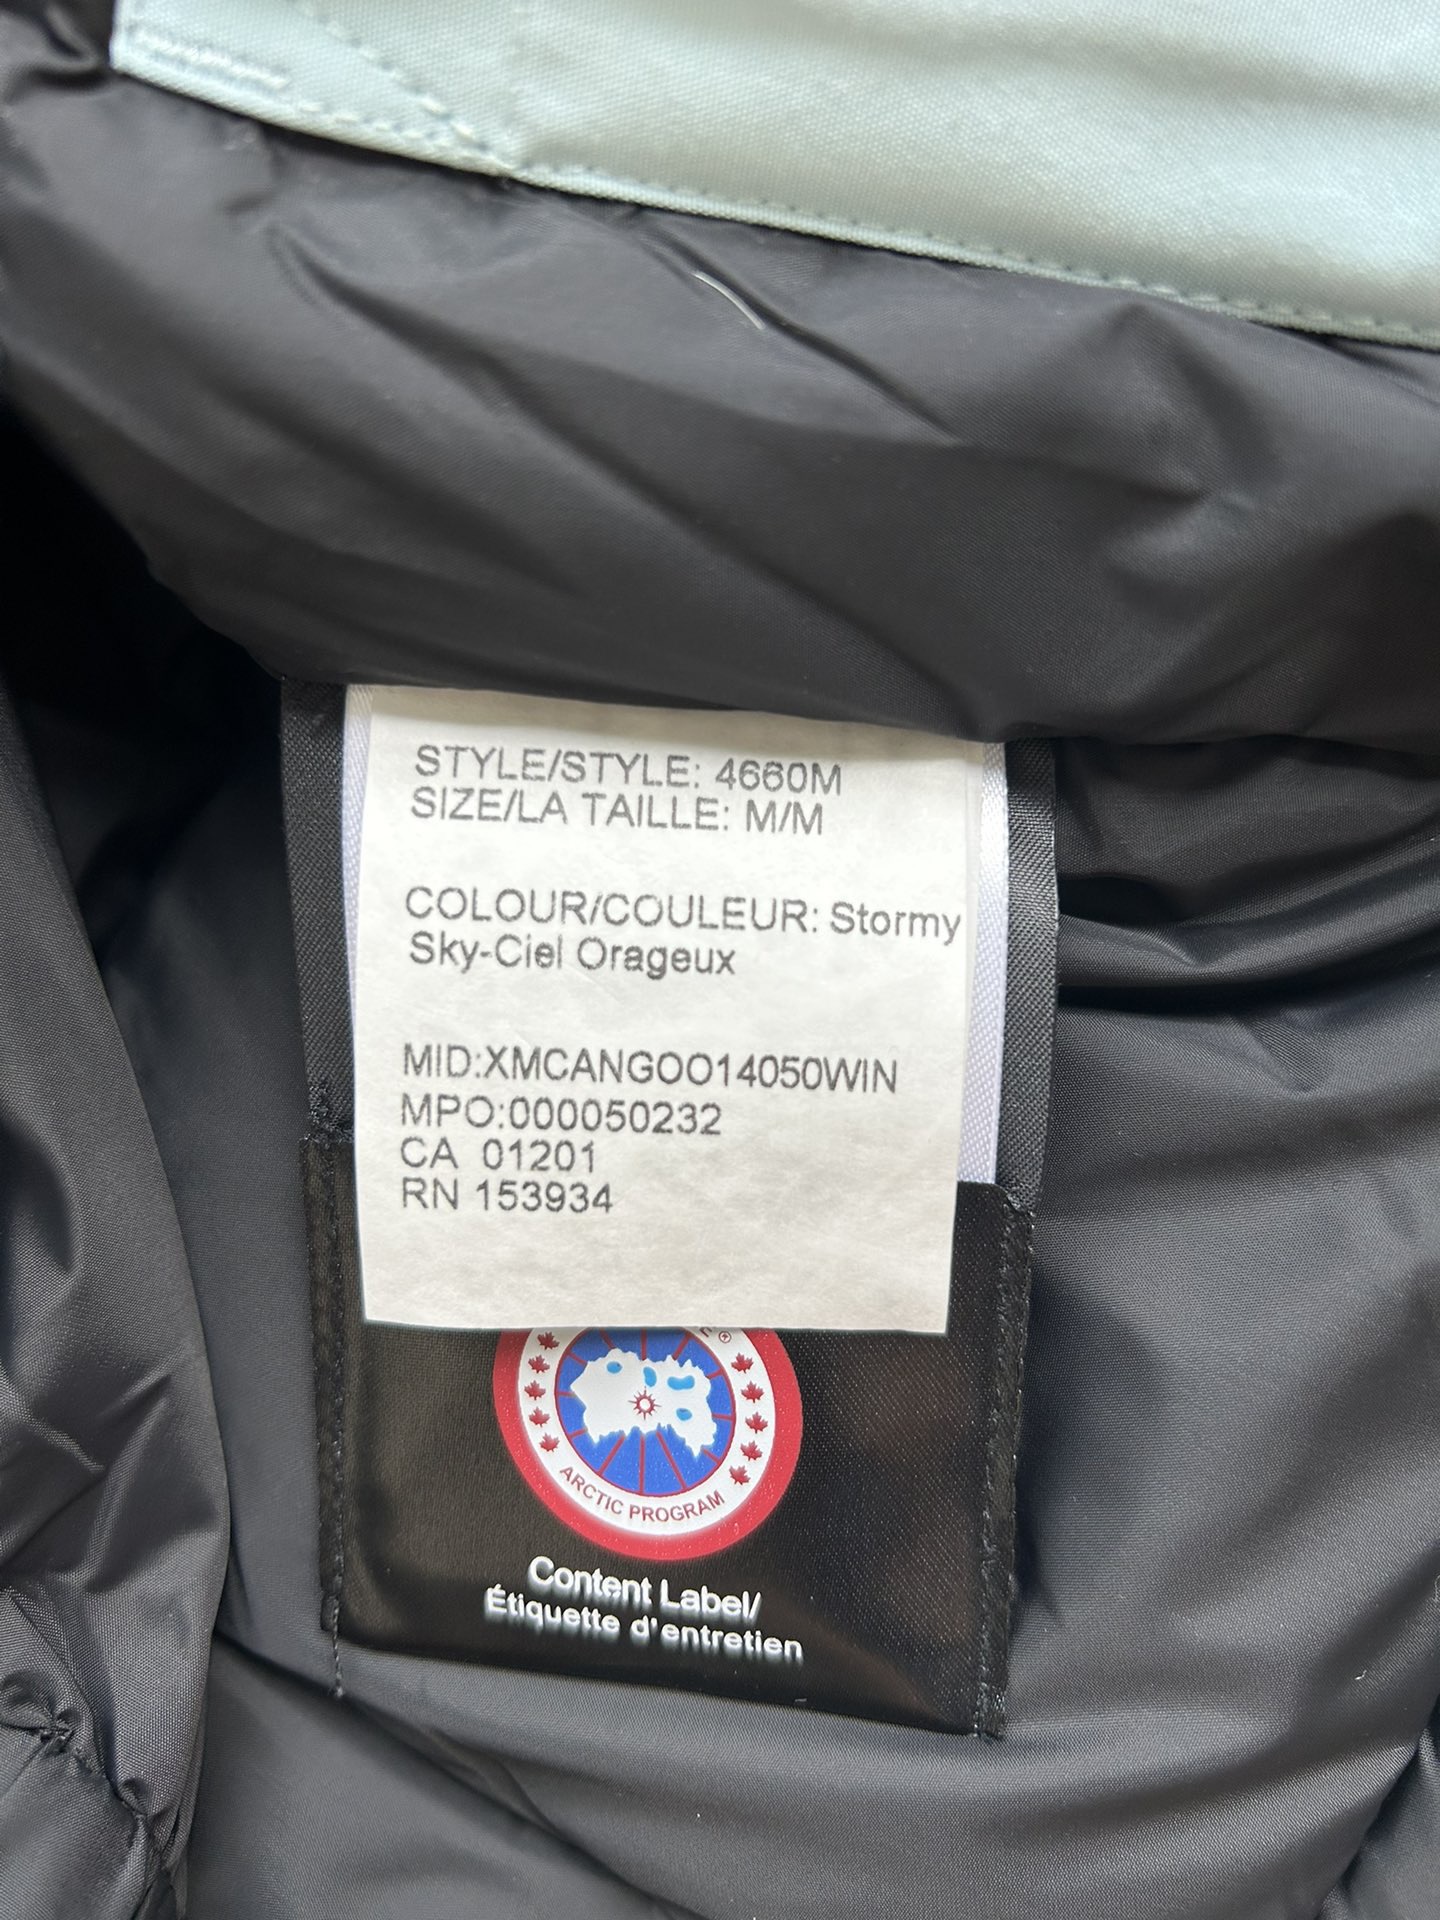 STYLE/STYLE: 4660M
SIZE/LA TAILLE: M/M
COLOUR/COULEUR: Stormy
Sky-Ciel Orageux
MID:XMCANGOO14050WIN
MPO:000050232
CA 01201
RN 153934
ARCTIC PROGRAM
Content Label/
Étiquette d'entretien